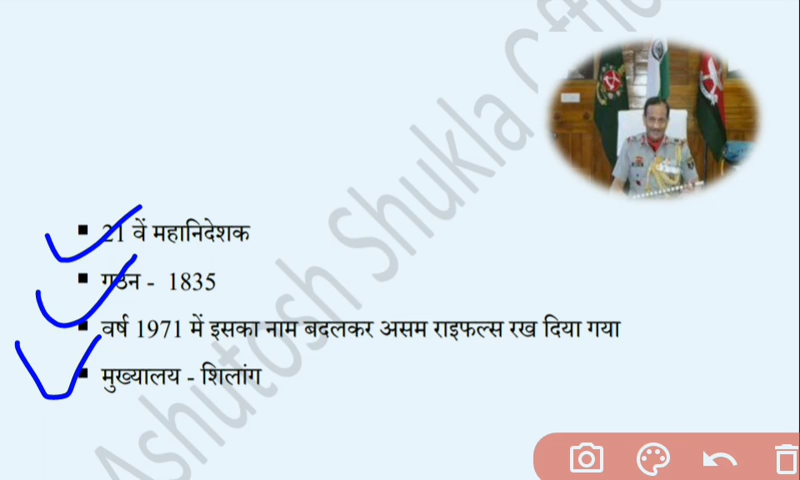 Ashutosh Shukla
21 वें महानिदेशक
गठन - 1835
वर्ष 1971 में इसका नाम बदलकर असम राइफल्स रख दिया गया
मुख्यालय - शिलांग